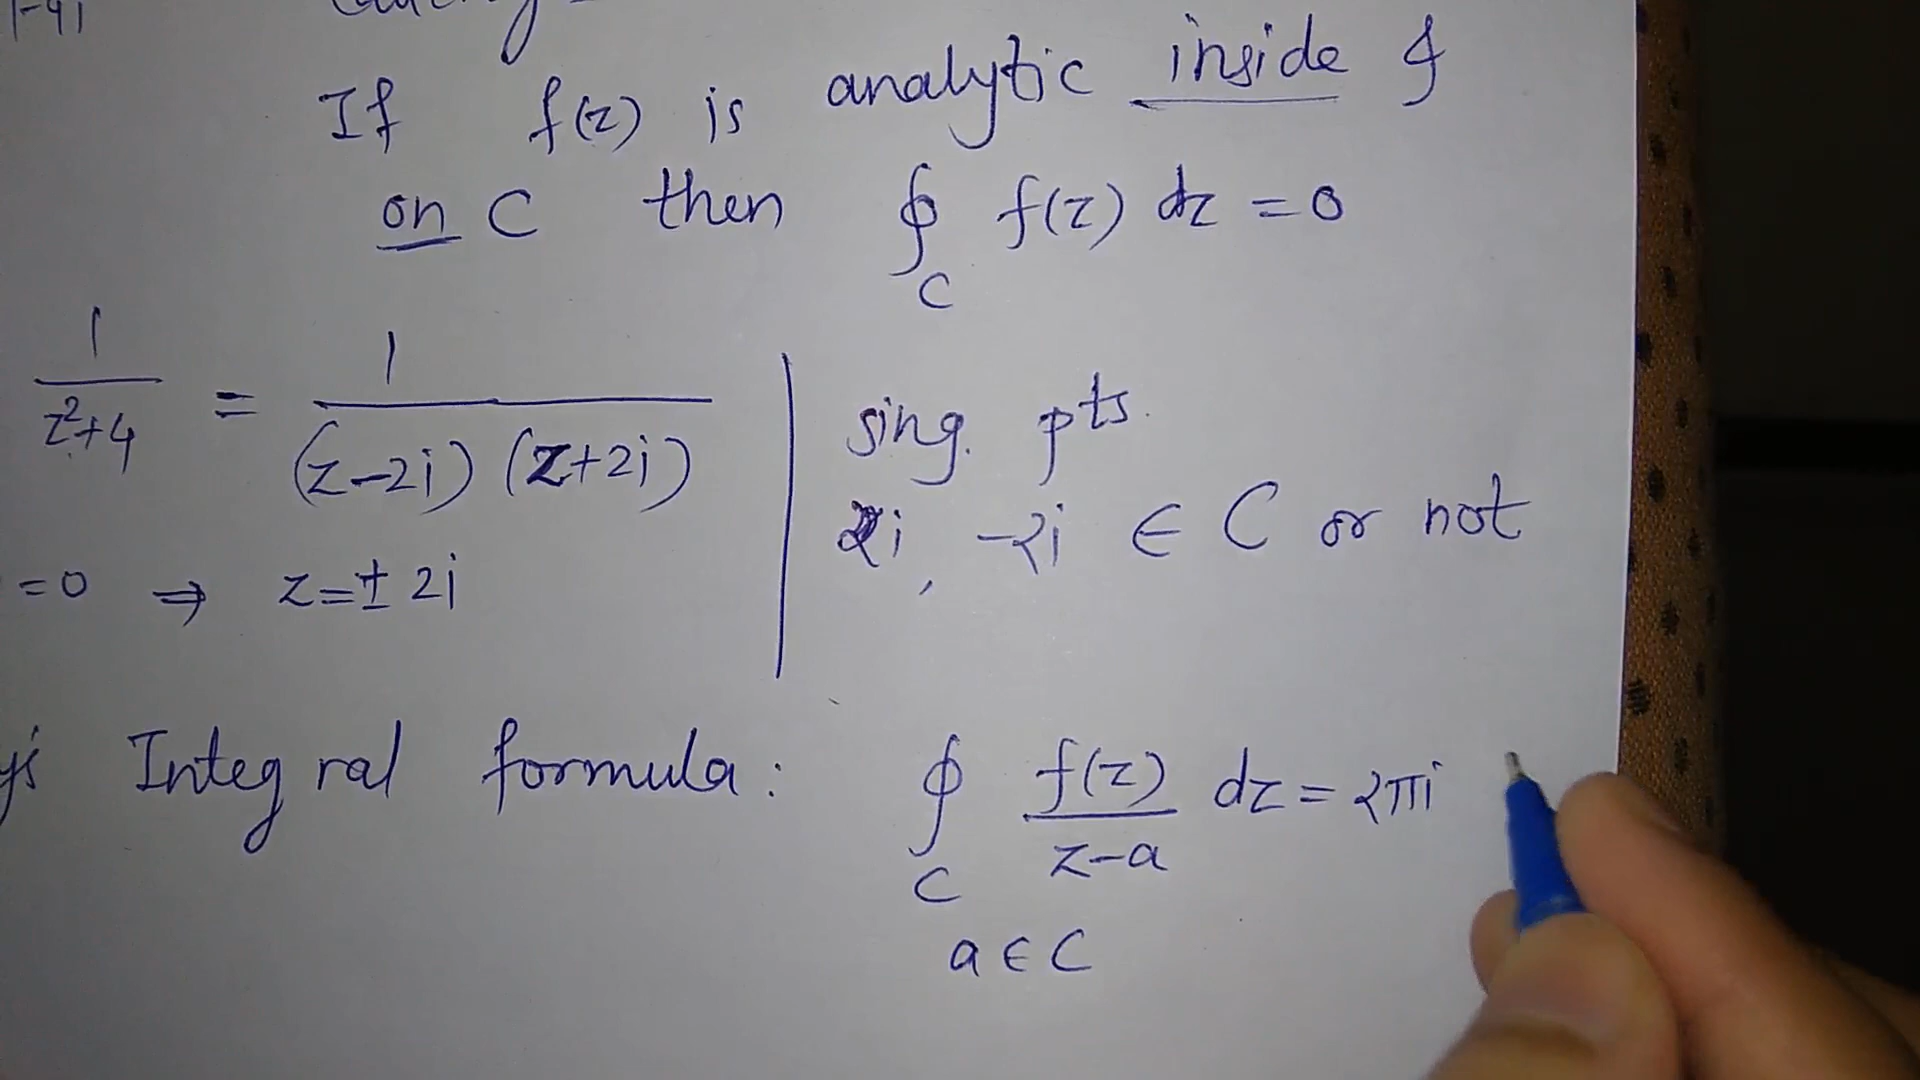 If f(z) is analytic inside &
on C then ∮_C f(z) dz = 0
1/(z²+4) = 1/((z-2i)(z+2i))
= 0 ⇒ z = ± 2i
sing. pts.
2i, -2i ∈ C or not
y's Integral formula: ∮_C f(z)/(z-a) dz = 2πi
a ∈ C